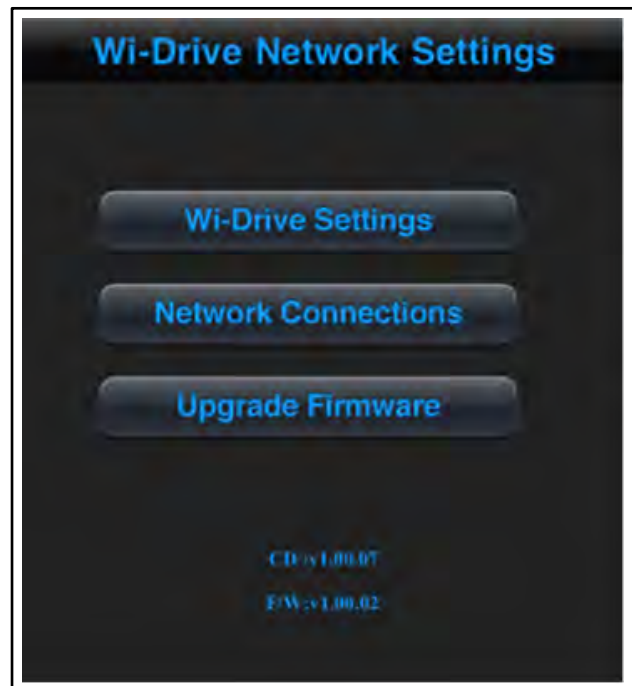 Wi-Drive Network Settings
Wi-Drive Settings
Network Connections
Upgrade Firmware
CD:v1.00.07
F/W:v1.00.02